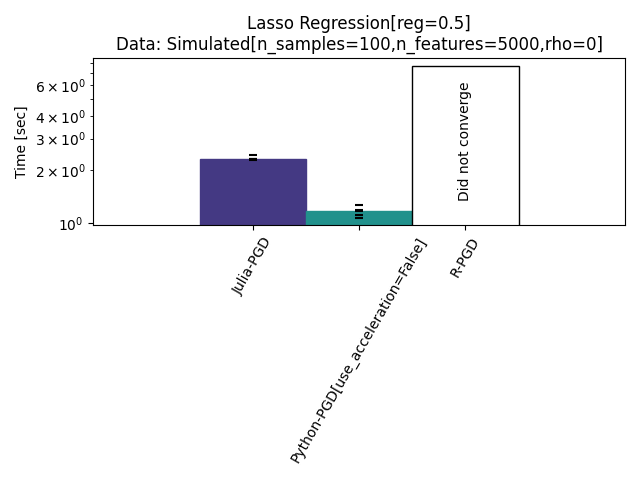 Lasso Regression[reg=0.5]
Data: Simulated[n_samples=100,n_features=5000,rho=0]
Time [sec]
6 × 10⁰
4 × 10⁰
3 × 10⁰
2 × 10⁰
10⁰
Did not converge
Julia-PGD
Python-PGD[use_acceleration=False]
R-PGD